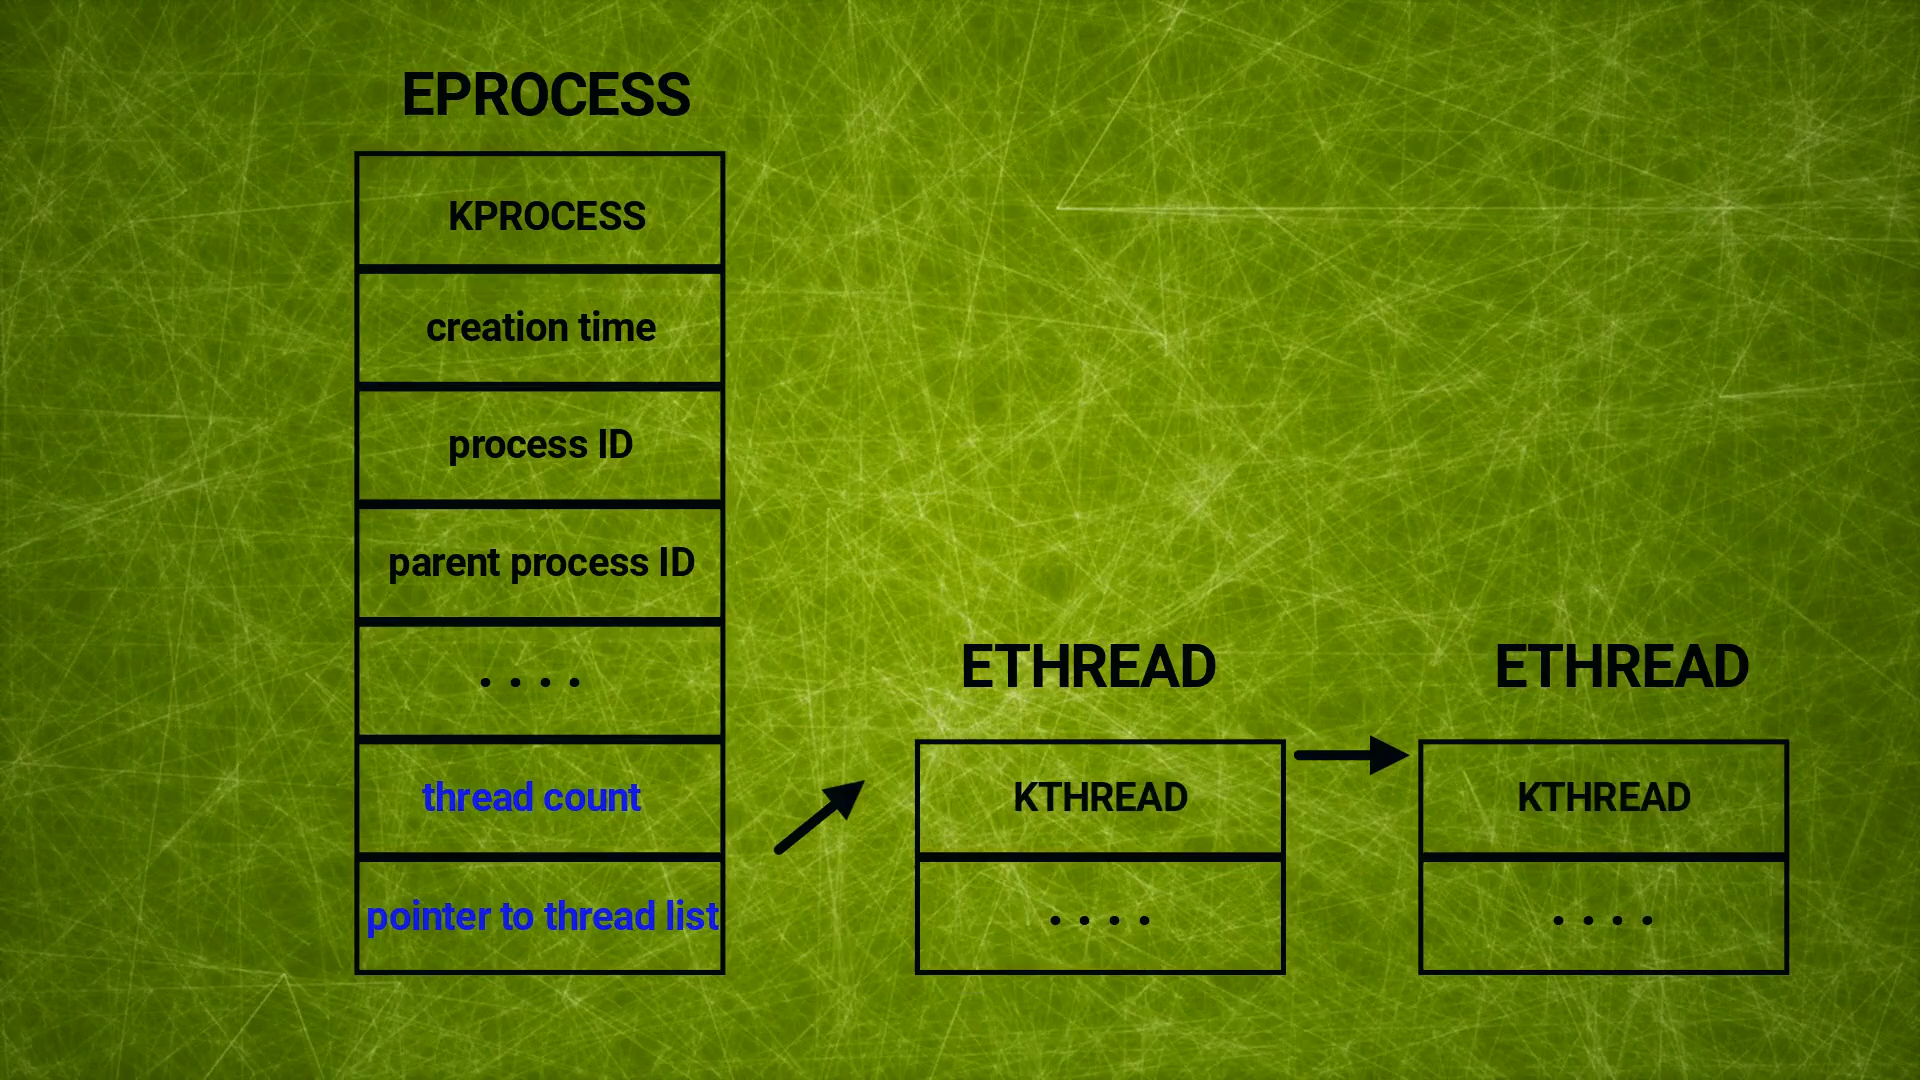 EPROCESS
KPROCESS
creation time
process ID
parent process ID
. . . .
thread count
pointer to thread list
ETHREAD
KTHREAD
. . . .
ETHREAD
KTHREAD
. . . .